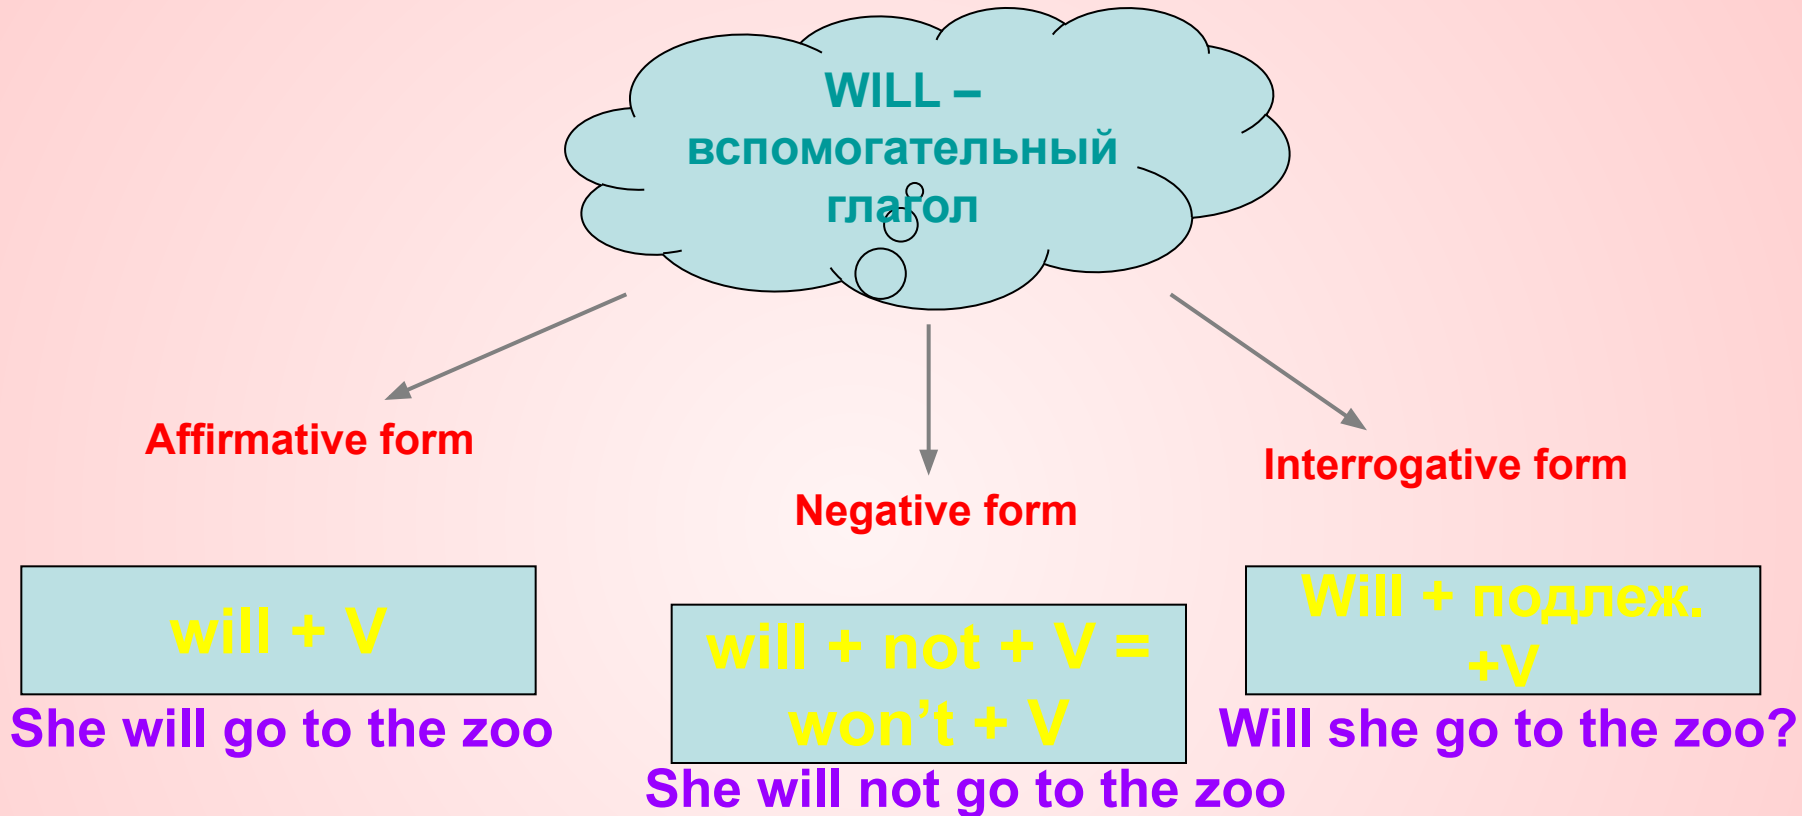 WILL –
вспомогательный
глагол
Affirmative form
Negative form
Interrogative form
will + V
She will go to the zoo
will + not + V =
won’t + V
She will not go to the zoo
Will + подлеж.
+V
Will she go to the zoo?